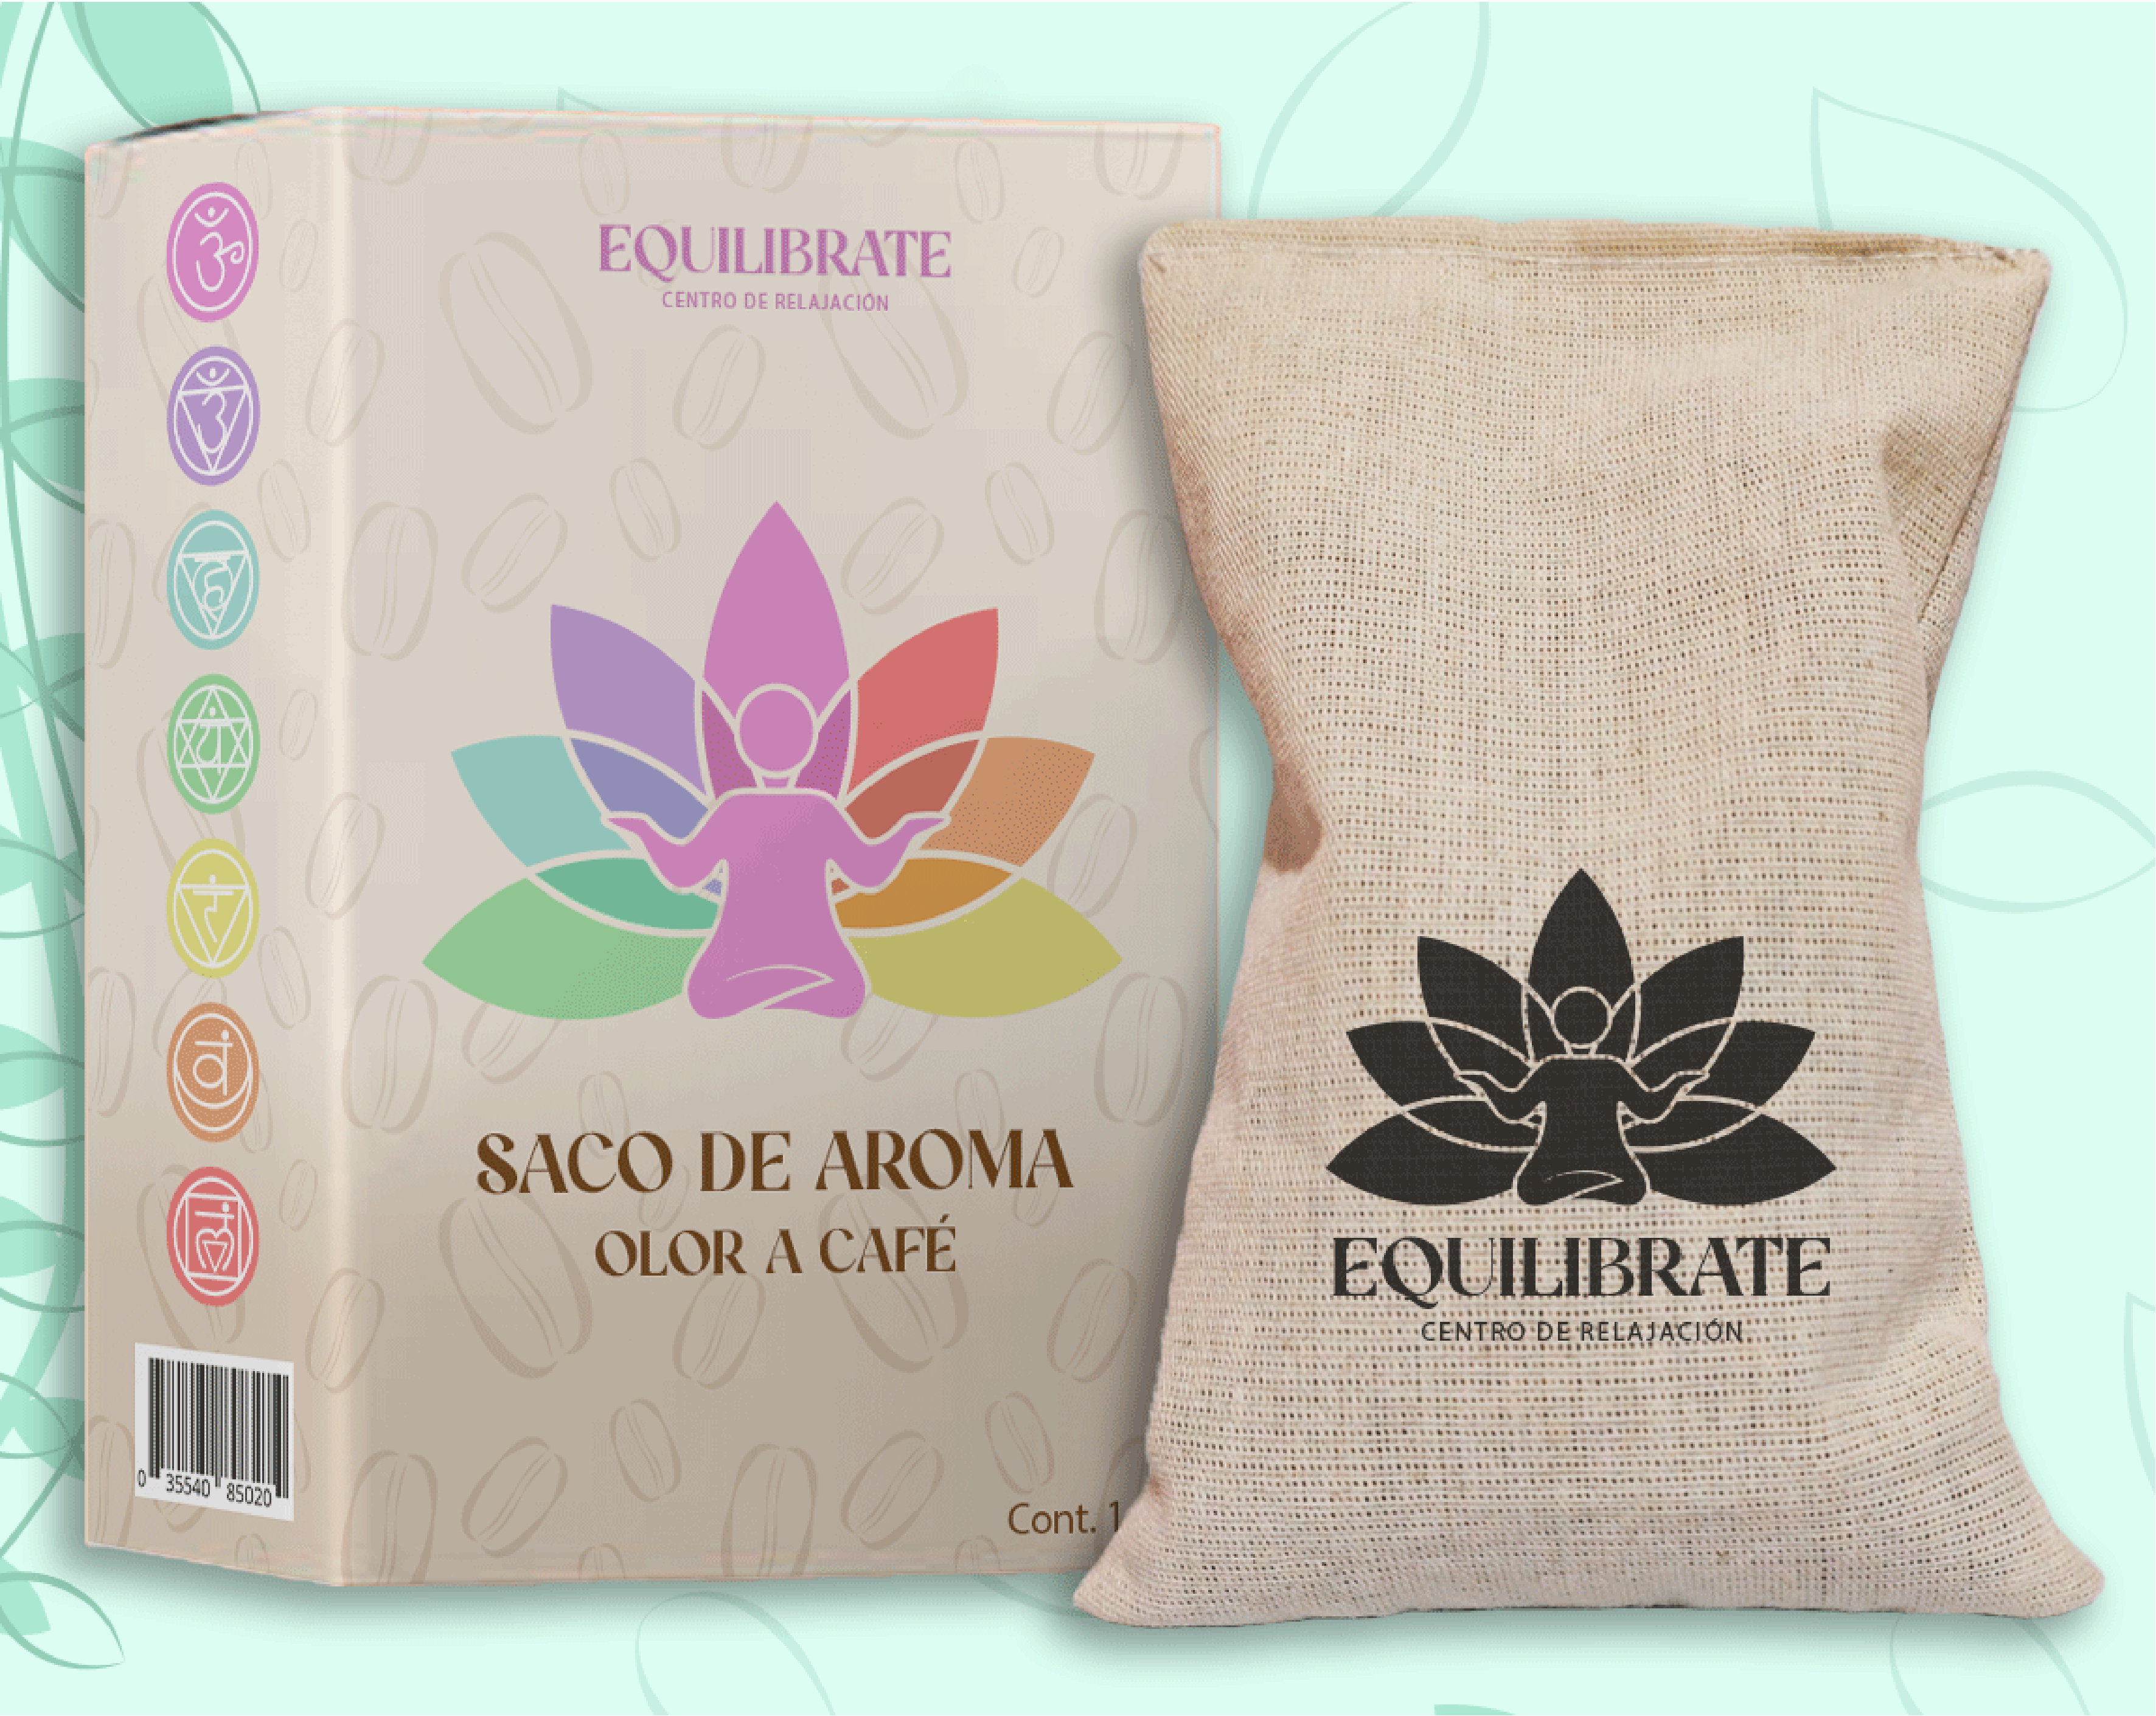 EQUILIBRATE
CENTRO DE RELAJACIÓN
SACO DE AROMA
OLOR A CAFÉ
Cont. 1
0 35540 85020
ॐ
ह
यं
रं
वं
लं
EQUILIBRATE
CENTRO DE RELAJACIÓN